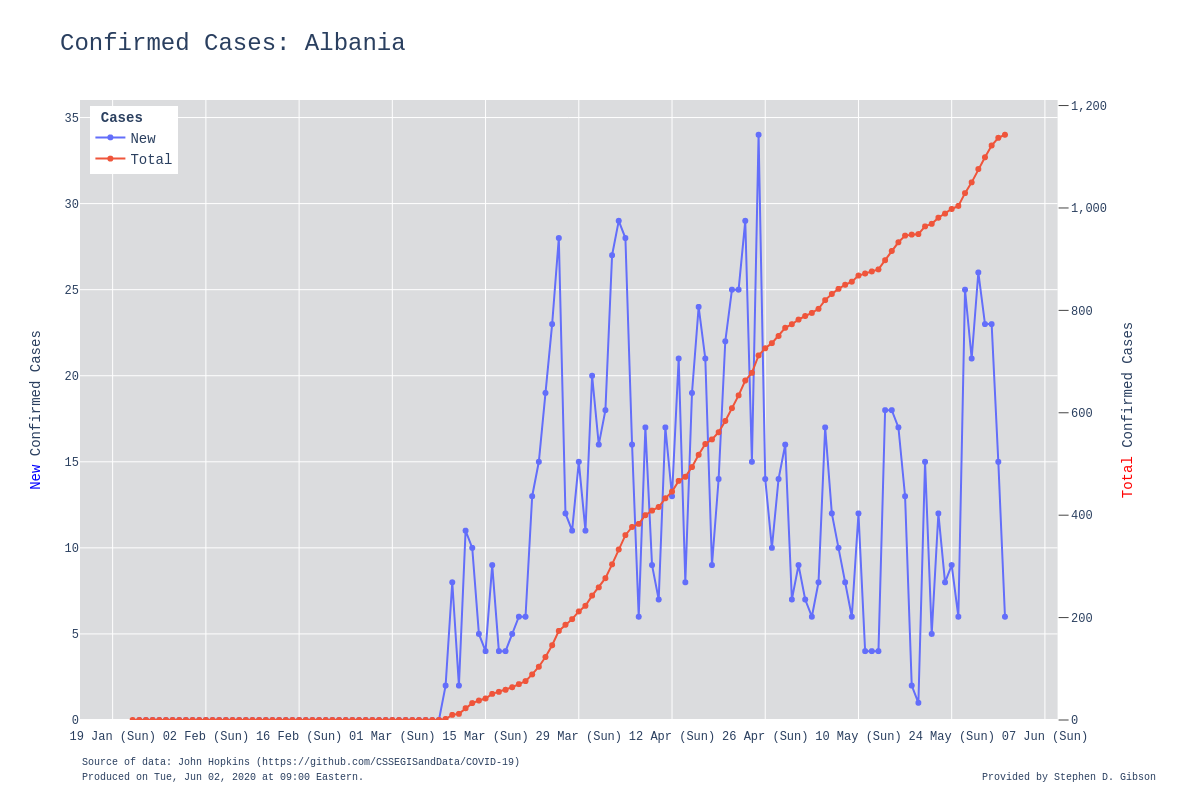 Confirmed Cases: Albania
Cases
New
Total
35
30
25
20
15
10
5
0
1,200
1,000
800
600
400
200
0
New Confirmed Cases
Total Confirmed Cases
19 Jan (Sun) 02 Feb (Sun) 16 Feb (Sun) 01 Mar (Sun) 15 Mar (Sun) 29 Mar (Sun) 12 Apr (Sun) 26 Apr (Sun) 10 May (Sun) 24 May (Sun) 07 Jun (Sun)
Source of data: John Hopkins (https://github.com/CSSEGISandData/COVID-19)
Produced on Tue, Jun 02, 2020 at 09:00 Eastern.
Provided by Stephen D. Gibson